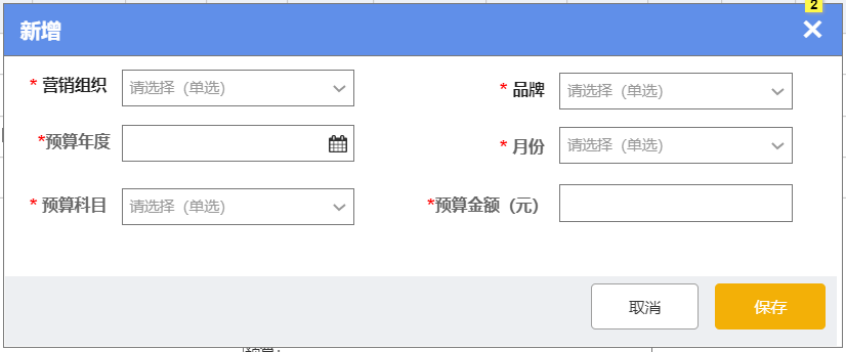 2
新增
* 营销组织 请选择（单选） * 品牌 请选择（单选）
*预算年度 * 月份 请选择（单选）
* 预算科目 请选择（单选） *预算金额（元）
取消 保存